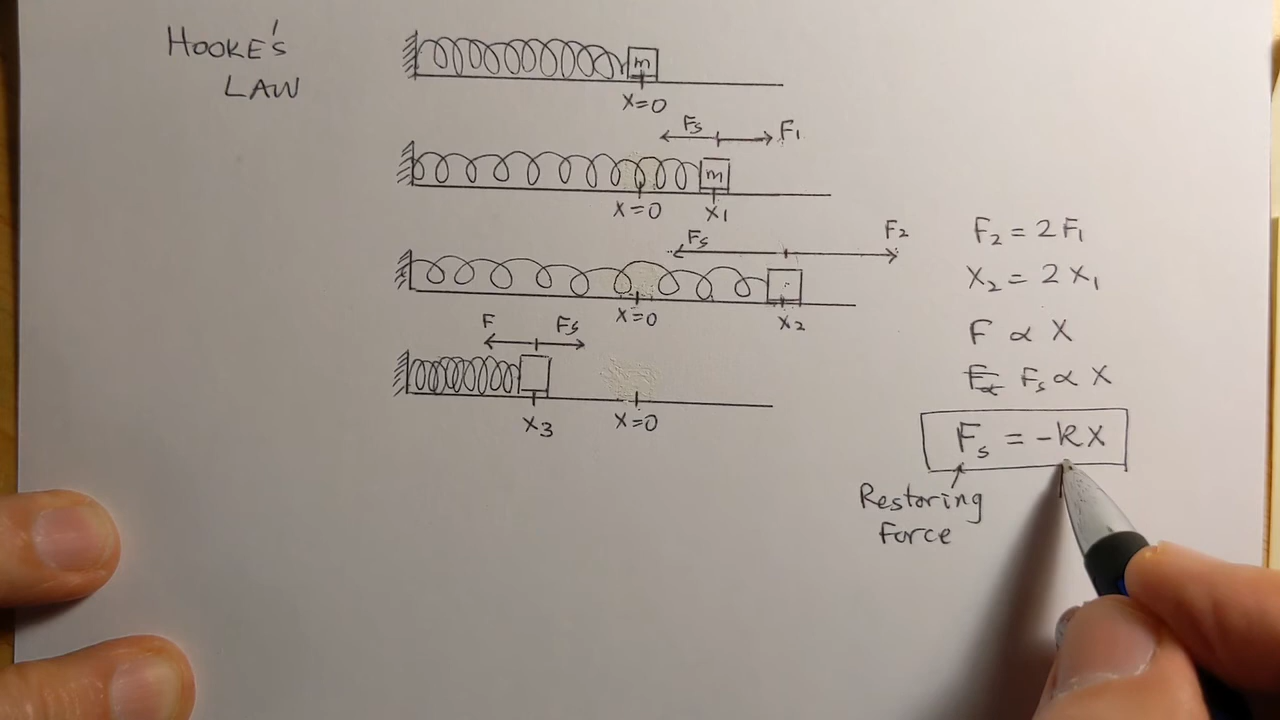 HOOKE'S
LAW
m
X=0
Fs F1
m
X=0 X1
Fs F2
X=0 X2
F Fs
X3 X=0
F2 = 2F1
X2 = 2X1
F ∝ X
Fs ∝ X
Fs = -kX
Restoring
Force